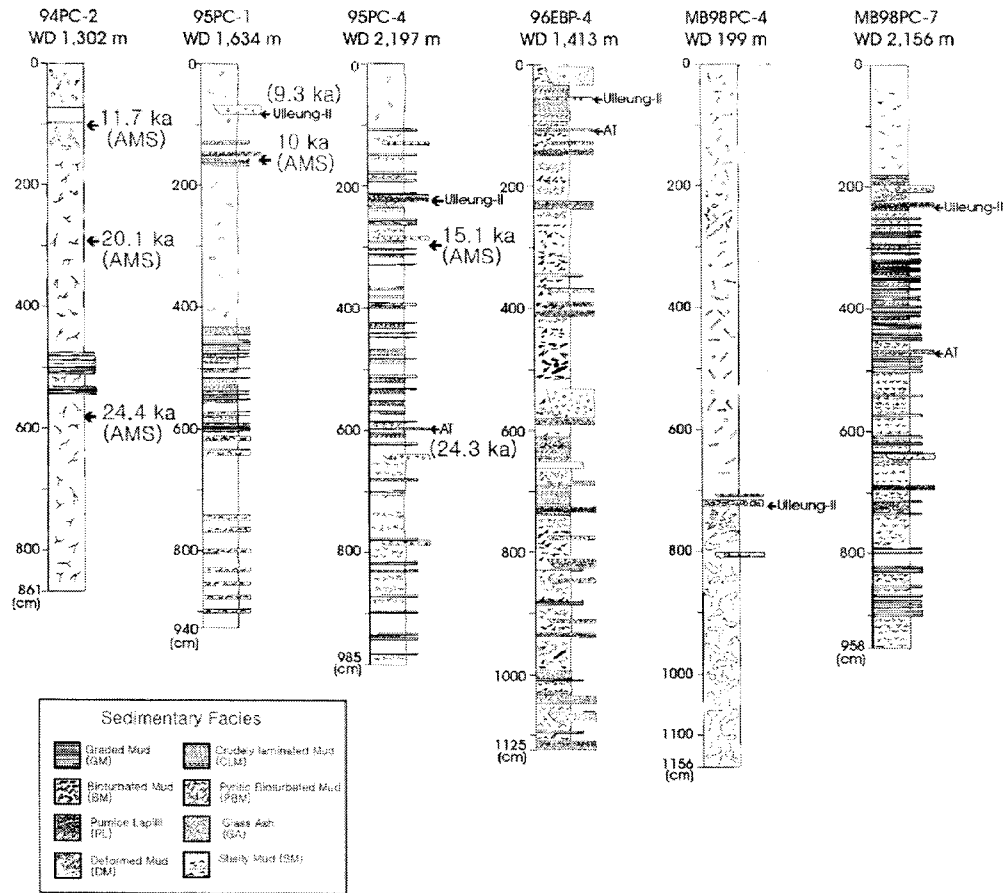 94PC-2
WD 1,302 m
0
200
400
600
800
861
(cm)
11.7 ka
(AMS)
20.1 ka
(AMS)
24.4 ka
(AMS)
95PC-1
WD 1,634 m
0
200
400
600
800
940
(cm)
(9.3 ka)
Ulleung-II
10 ka
(AMS)
95PC-4
WD 2,197 m
0
200
400
600
800
985
(cm)
Ulleung-II
15.1 ka
(AMS)
AT
(24.3 ka)
96EBP-4
WD 1,413 m
0
200
400
600
800
1000
1125
(cm)
Ulleung-II
AT
MB98PC-4
WD 199 m
0
200
400
600
800
1000
1100
1156
(cm)
Ulleung-II
MB98PC-7
WD 2,156 m
0
200
400
600
800
958
(cm)
Ulleung-II
AT
Sedimentary Facies
Graded Mud
(GM)
Crudely laminated Mud
(CLM)
Bioturbated Mud
(BM)
Pyritic Bioturbated Mud
(PBM)
Pumice Lapilli
(PL)
Glass Ash
(GA)
Deformed Mud
(DM)
Shelly Mud (SM)